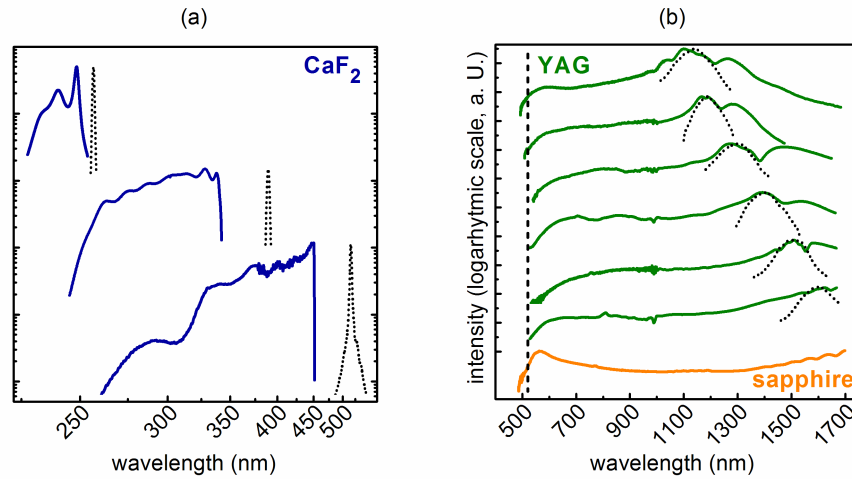 (a)
(b)
CaF2
YAG
intensity (logarhytmic scale, a. U.)
sapphire
250
300
350
400
450
500
500
700
900
1100
1300
1500
1700
wavelength (nm)
wavelength (nm)